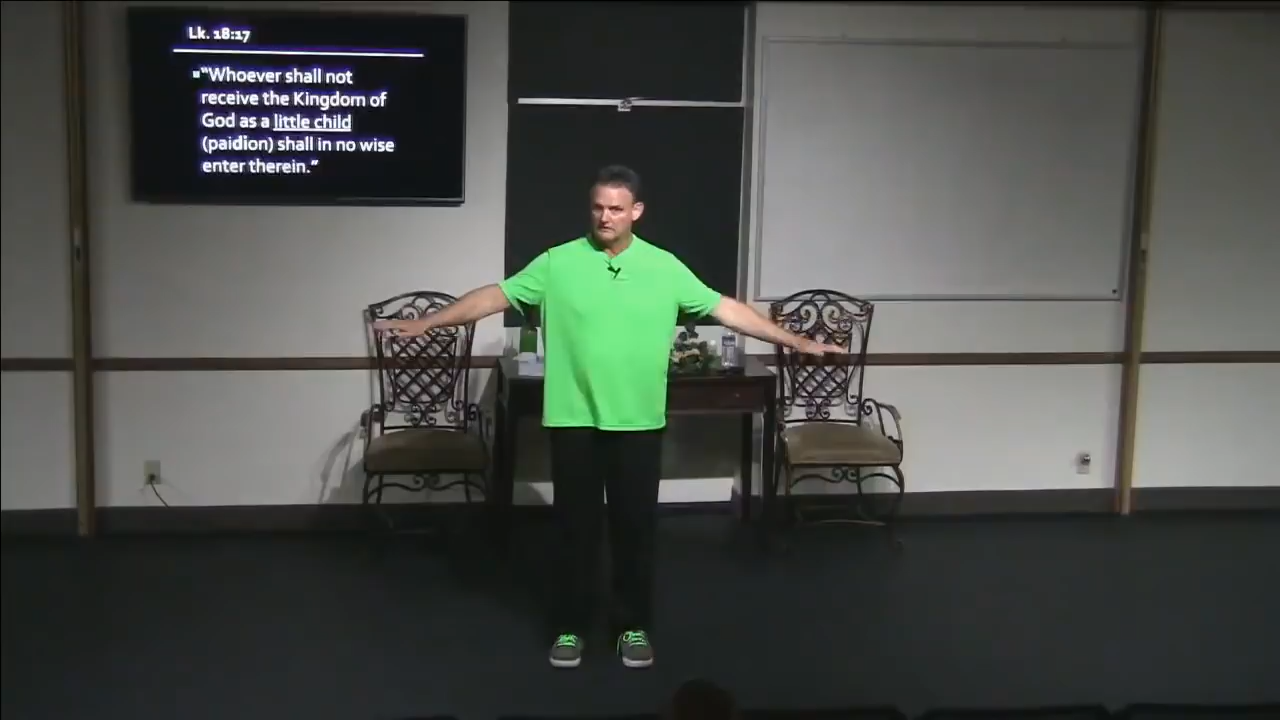 Lk. 18:17
▪“Whoever shall not
receive the Kingdom of
God as a little child
(paidion) shall in no wise
enter therein.”